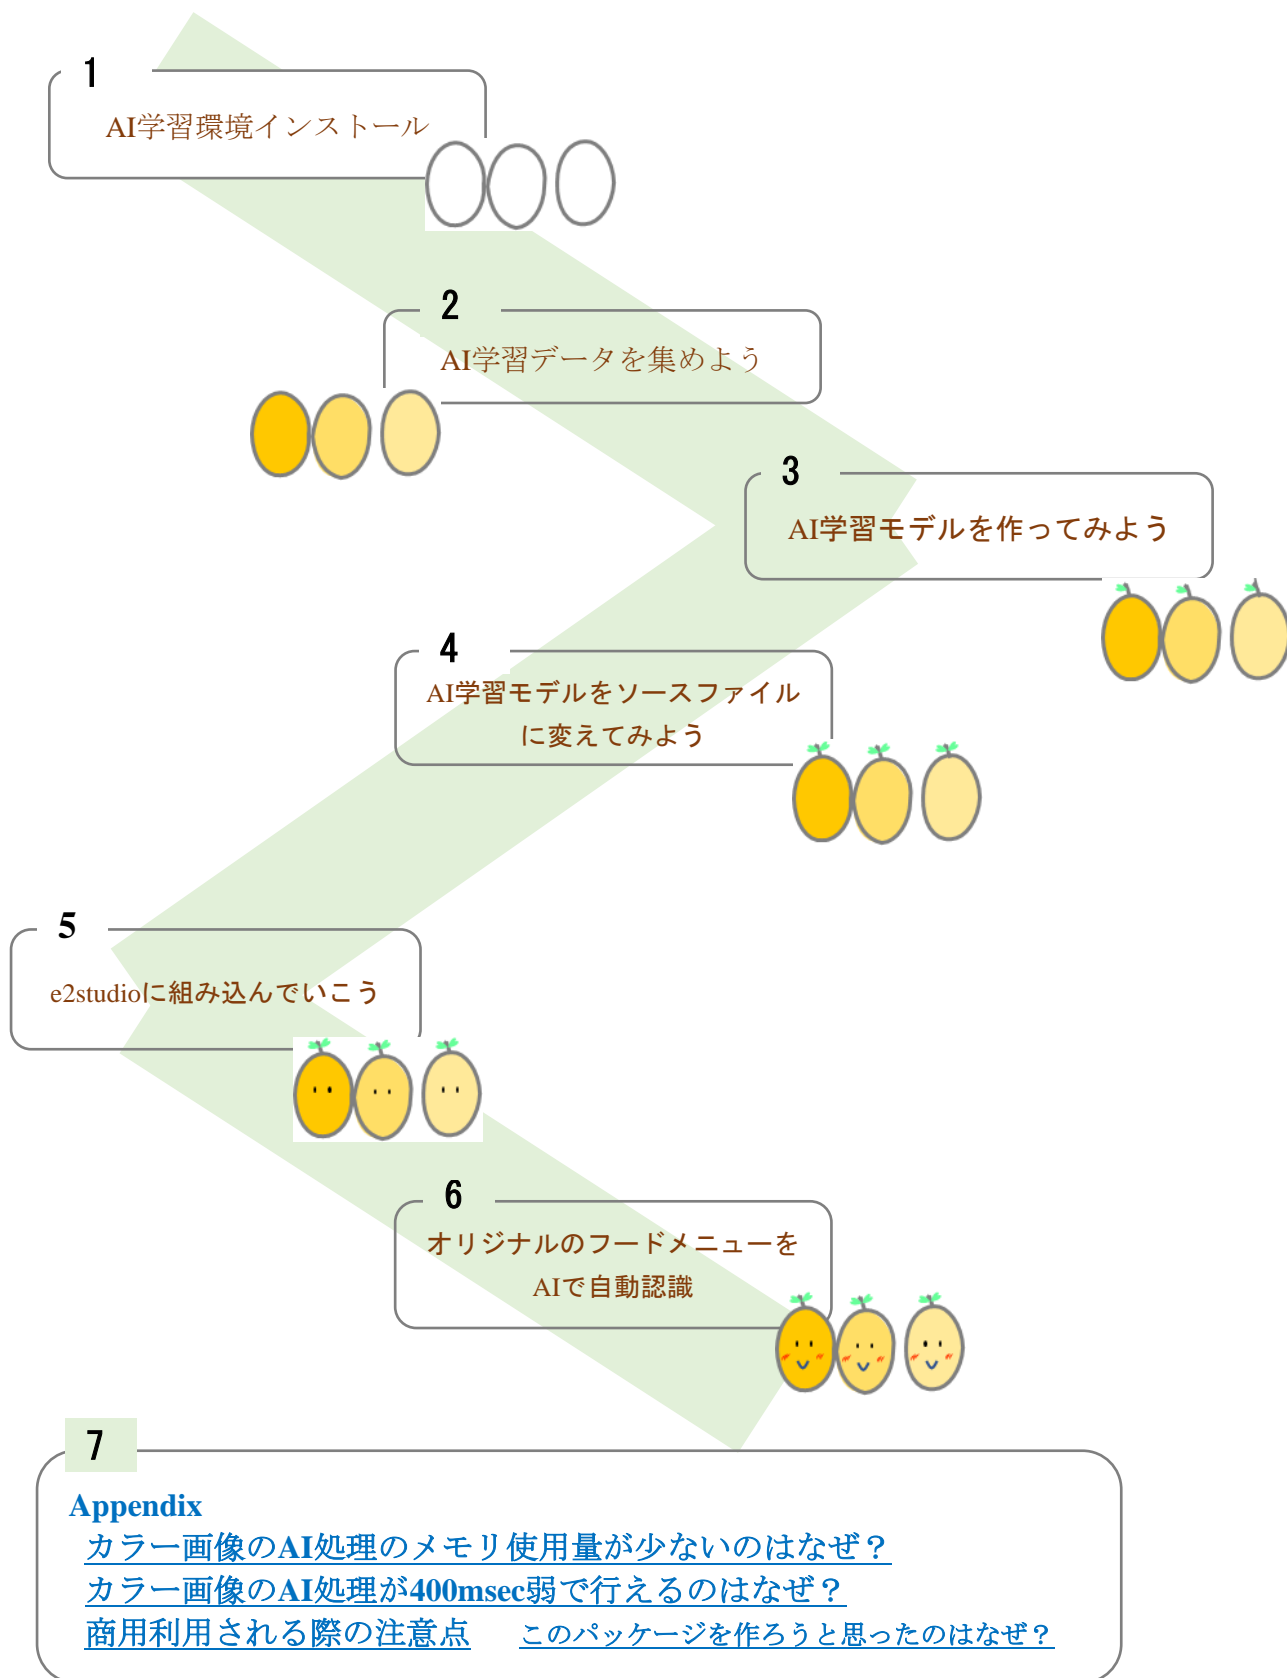 1
AI学習環境インストール
2
AI学習データを集めよう
3
AI学習モデルを作ってみよう
4
AI学習モデルをソースファイル
に変えてみよう
5
e2studioに組み込んでいこう
6
オリジナルのフードメニューを
AIで自動認識
7
Appendix
カラー画像のAI処理のメモリ使用量が少ないのはなぜ？
カラー画像のAI処理が400msec弱で行えるのはなぜ？
商用利用される際の注意点 このパッケージを作ろうと思ったのはなぜ？